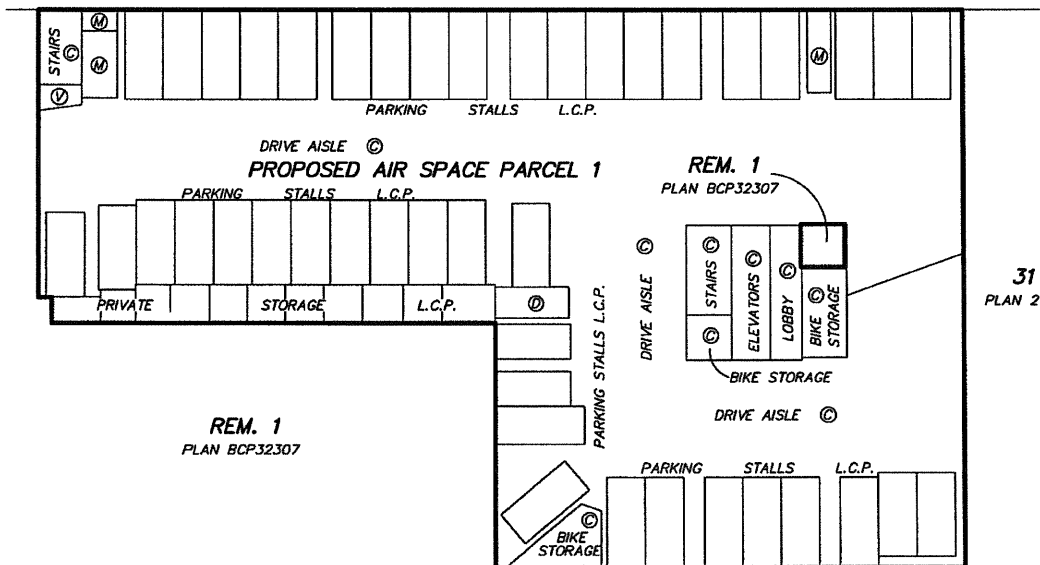 STAIRS Ⓒ
Ⓜ
Ⓜ
Ⓥ
Ⓜ
PARKING STALLS L.C.P.
DRIVE AISLE Ⓒ
PROPOSED AIR SPACE PARCEL 1
REM. 1
PLAN BCP32307
PARKING STALLS L.C.P.
PRIVATE STORAGE L.C.P.
Ⓓ
PARKING STALLS L.C.P.
DRIVE AISLE Ⓒ
STAIRS Ⓒ
ELEVATORS Ⓒ
LOBBY Ⓒ
BIKE STORAGE Ⓒ
Ⓒ
BIKE STORAGE
31
PLAN 2
DRIVE AISLE Ⓒ
REM. 1
PLAN BCP32307
PARKING STALLS L.C.P.
Ⓒ
BIKE
STORAGE